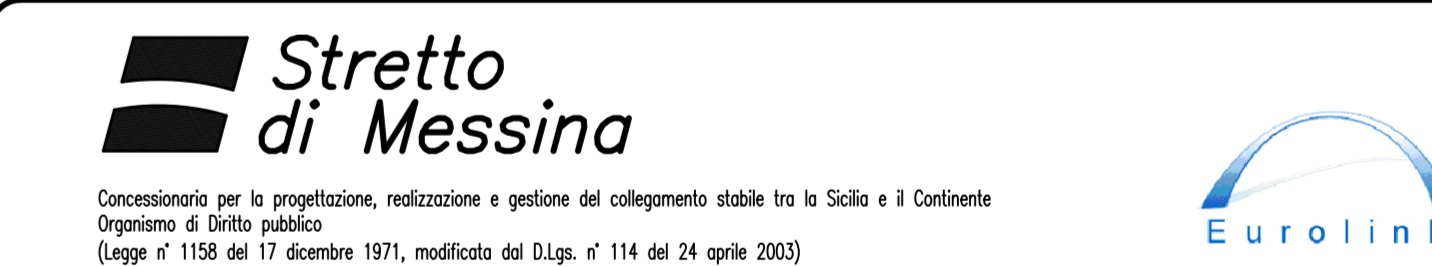 Stretto
di Messina
Concessionaria per la progettazione, realizzazione e gestione del collegamento stabile tra la Sicilia e il Continente
Organismo di Diritto pubblico
(Legge n° 1158 del 17 dicembre 1971, modificata dal D.Lgs. n° 114 del 24 aprile 2003)
Eurolin